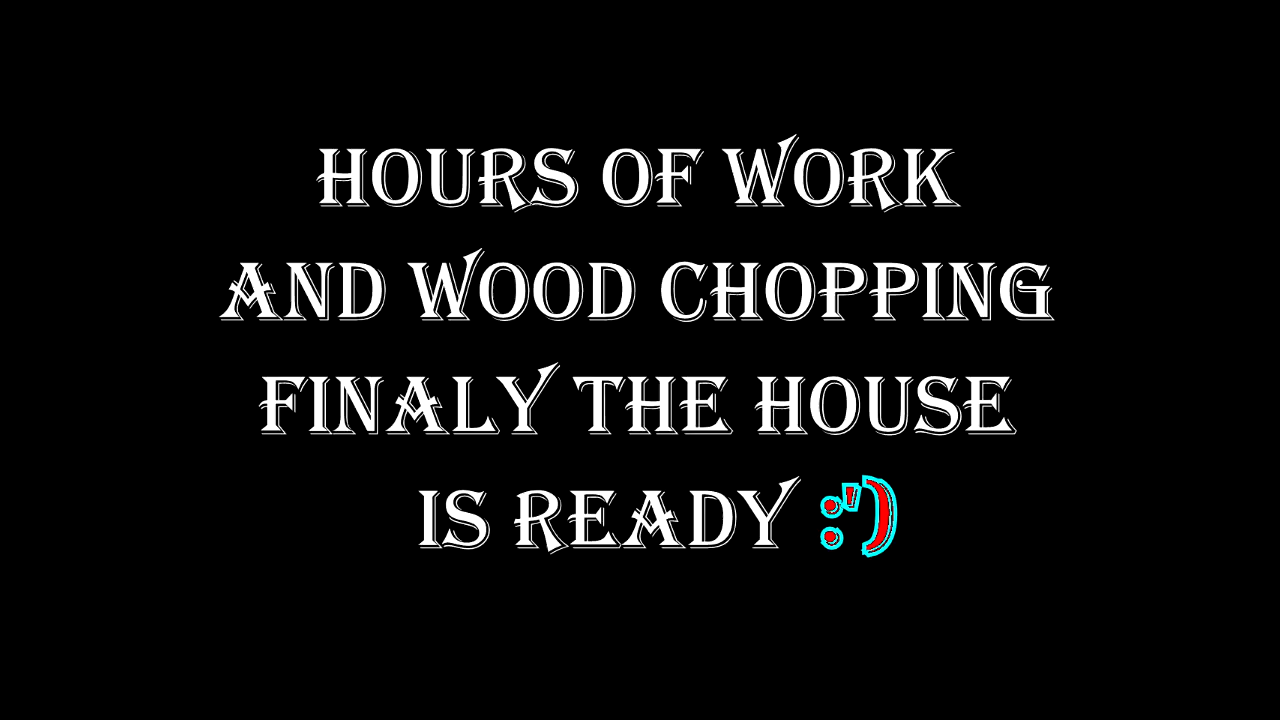 HOURS OF WORK
AND WOOD CHOPPING
FINALY THE HOUSE
IS READY :')